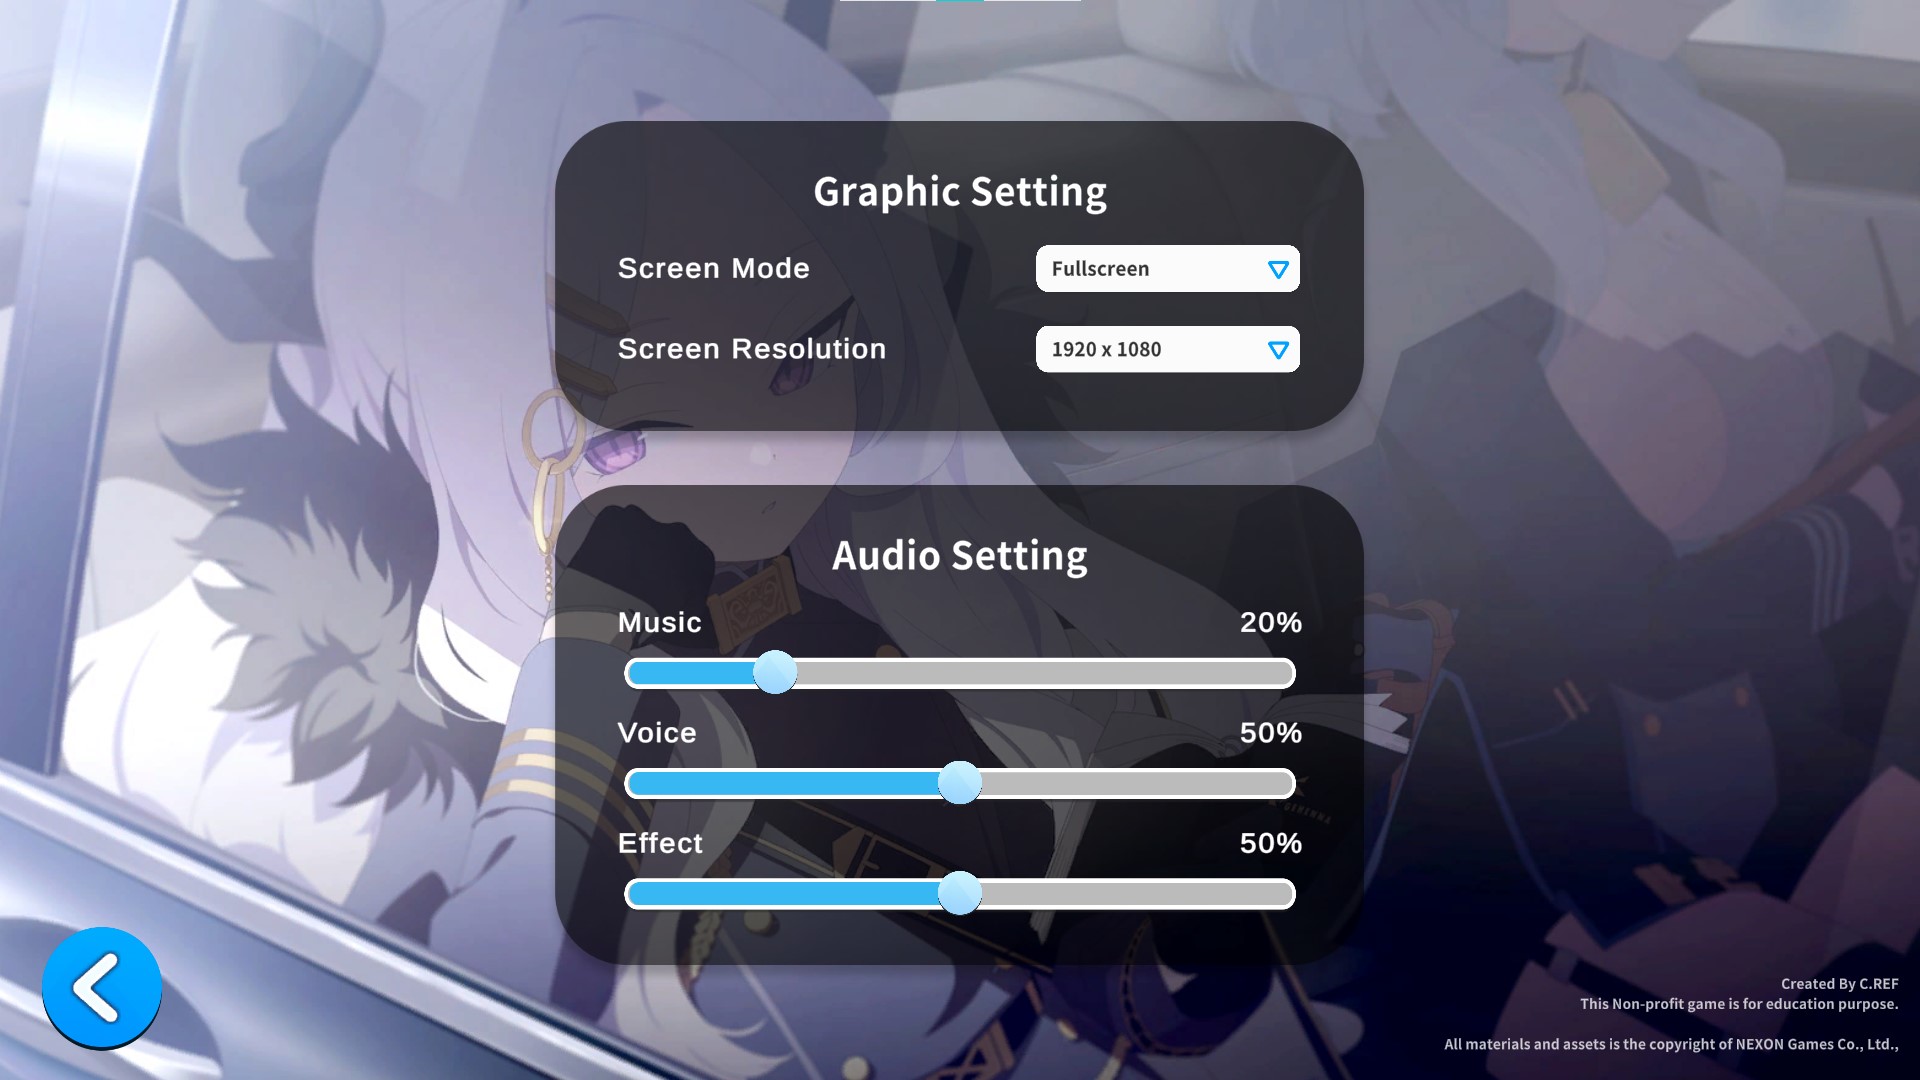 Graphic Setting
Screen Mode
Fullscreen
Screen Resolution
1920 x 1080
Audio Setting
Music
20%
Voice
50%
Effect
50%
GEHENNA
Created By C.REF
This Non-profit game is for education purpose.
All materials and assets is the copyright of NEXON Games Co., Ltd.,